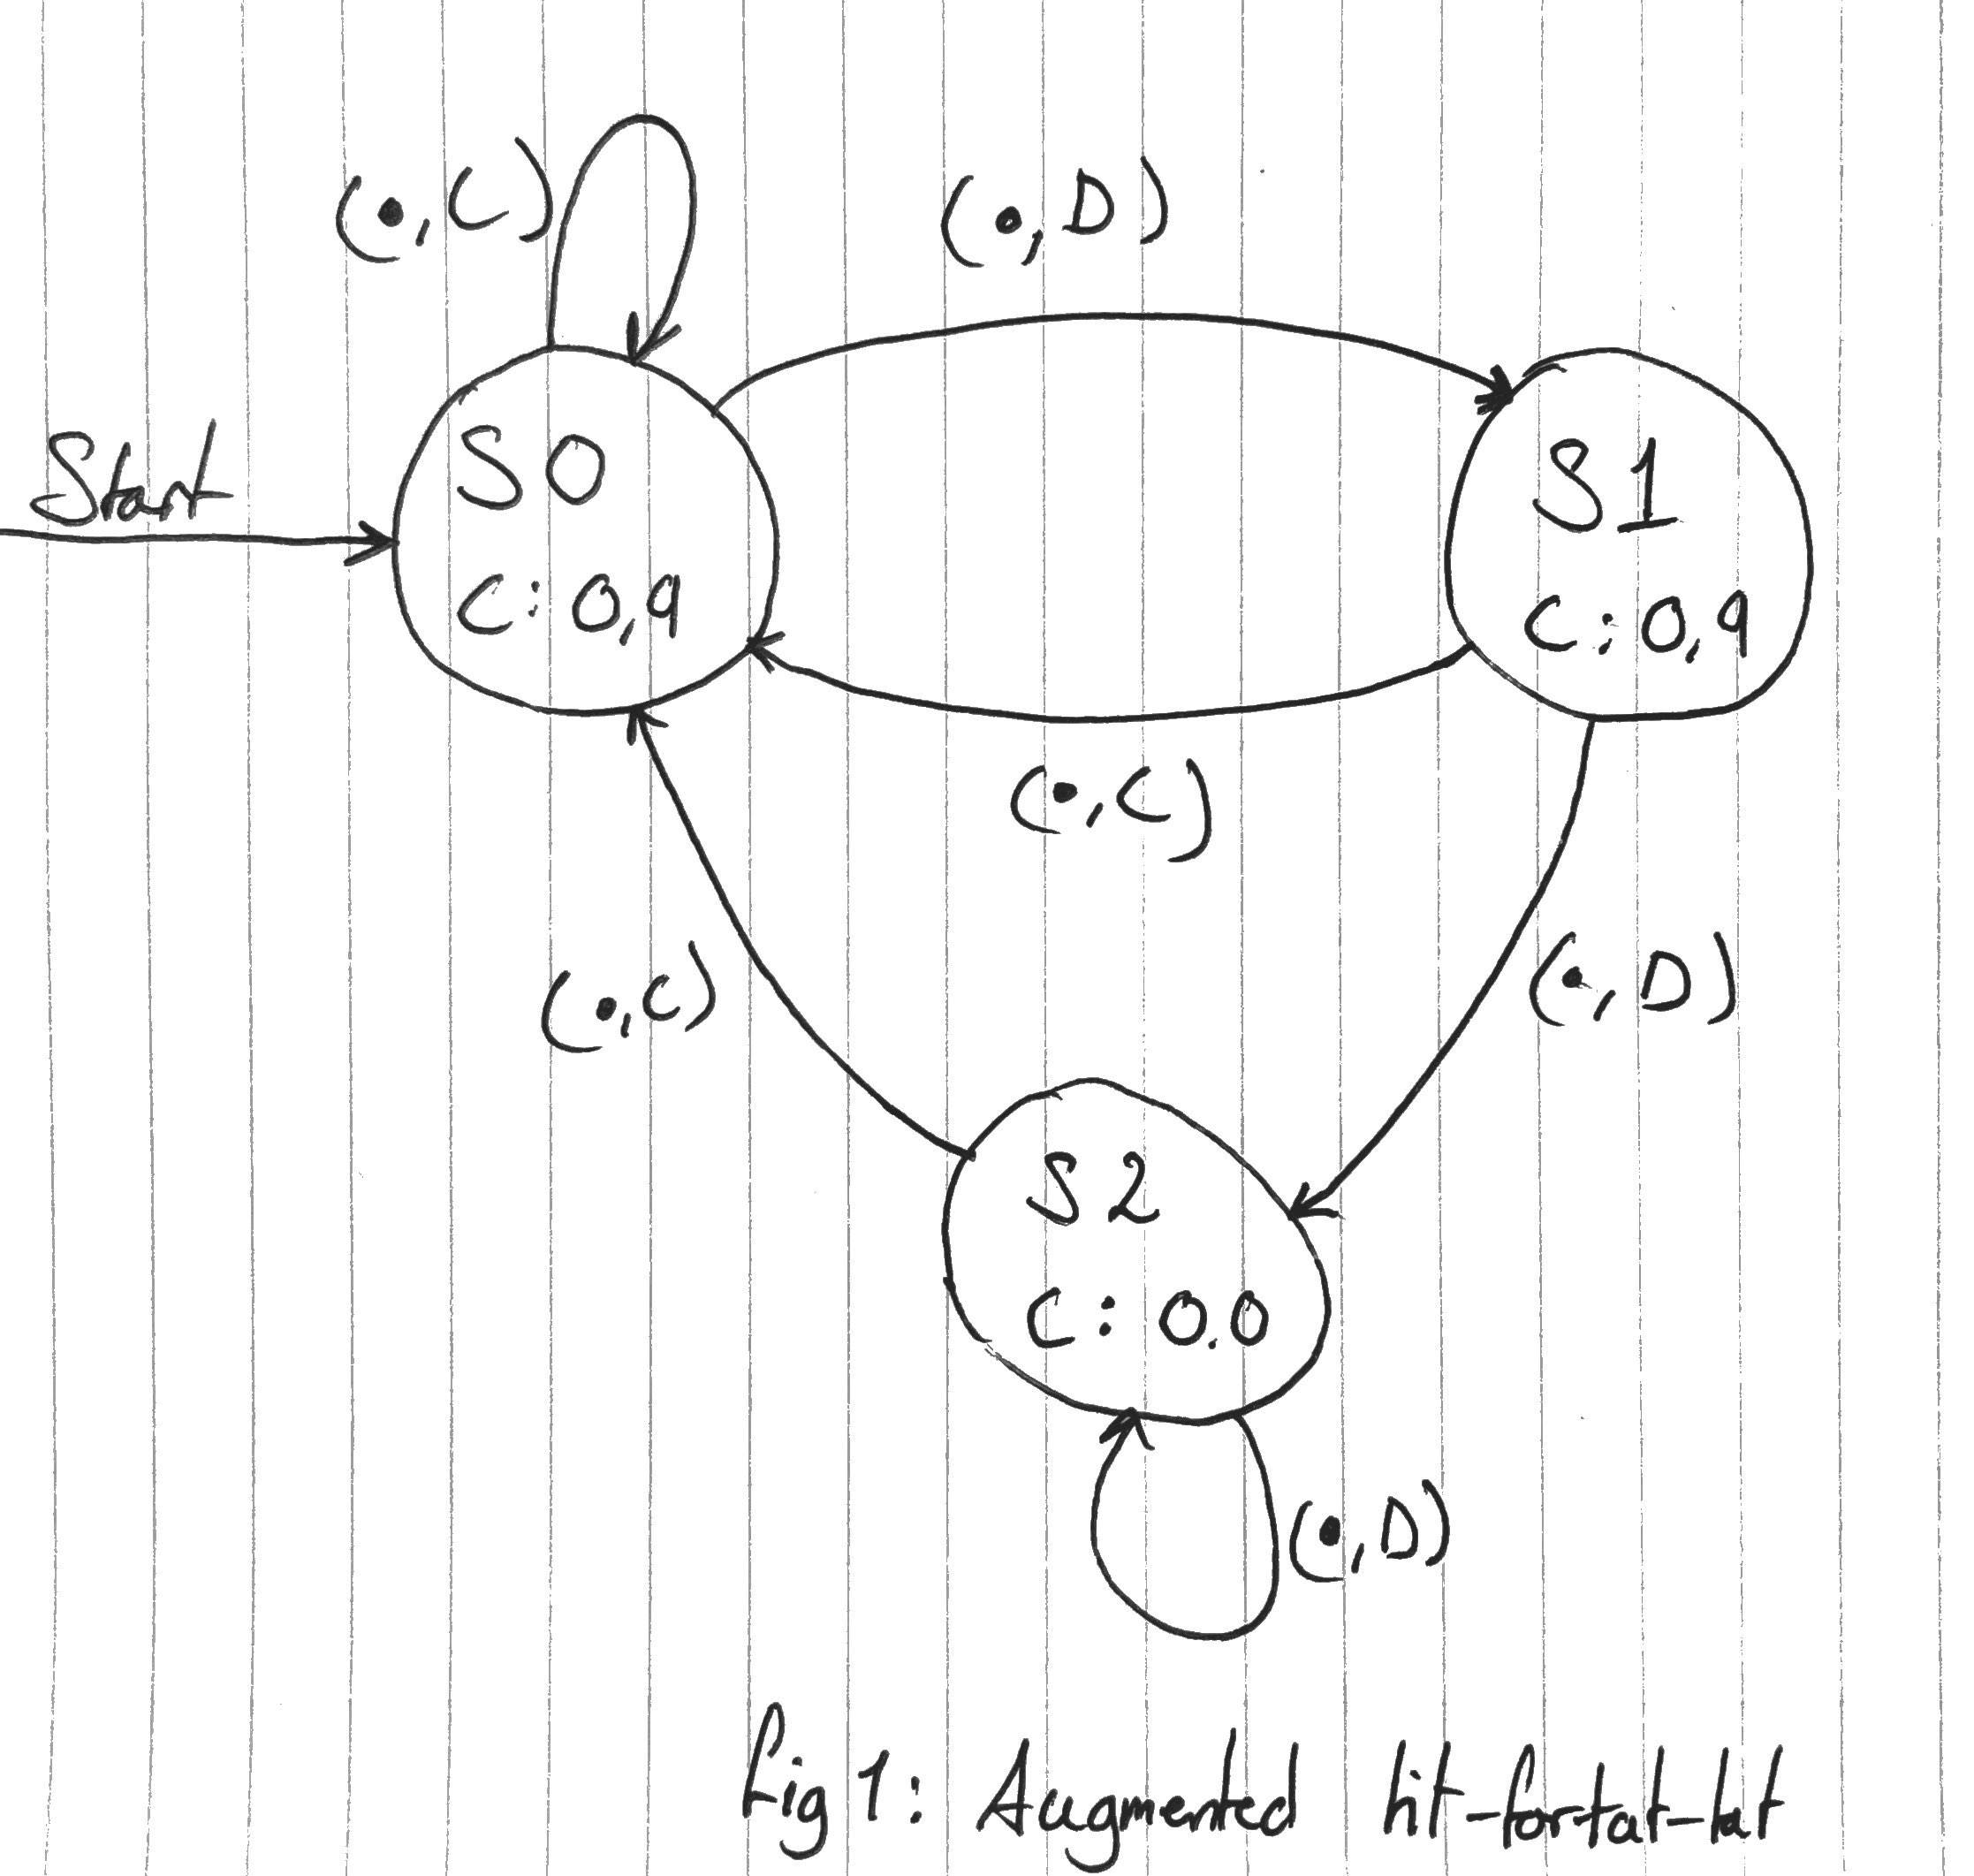 (•, C)
(•, D)
Start
S0
C: 0,9
S1
C: 0,9
(•, C)
(•, C)
(•, D)
S2
C: 0.0
(•, D)
Fig 1: Augmented tit-for-tat-tat